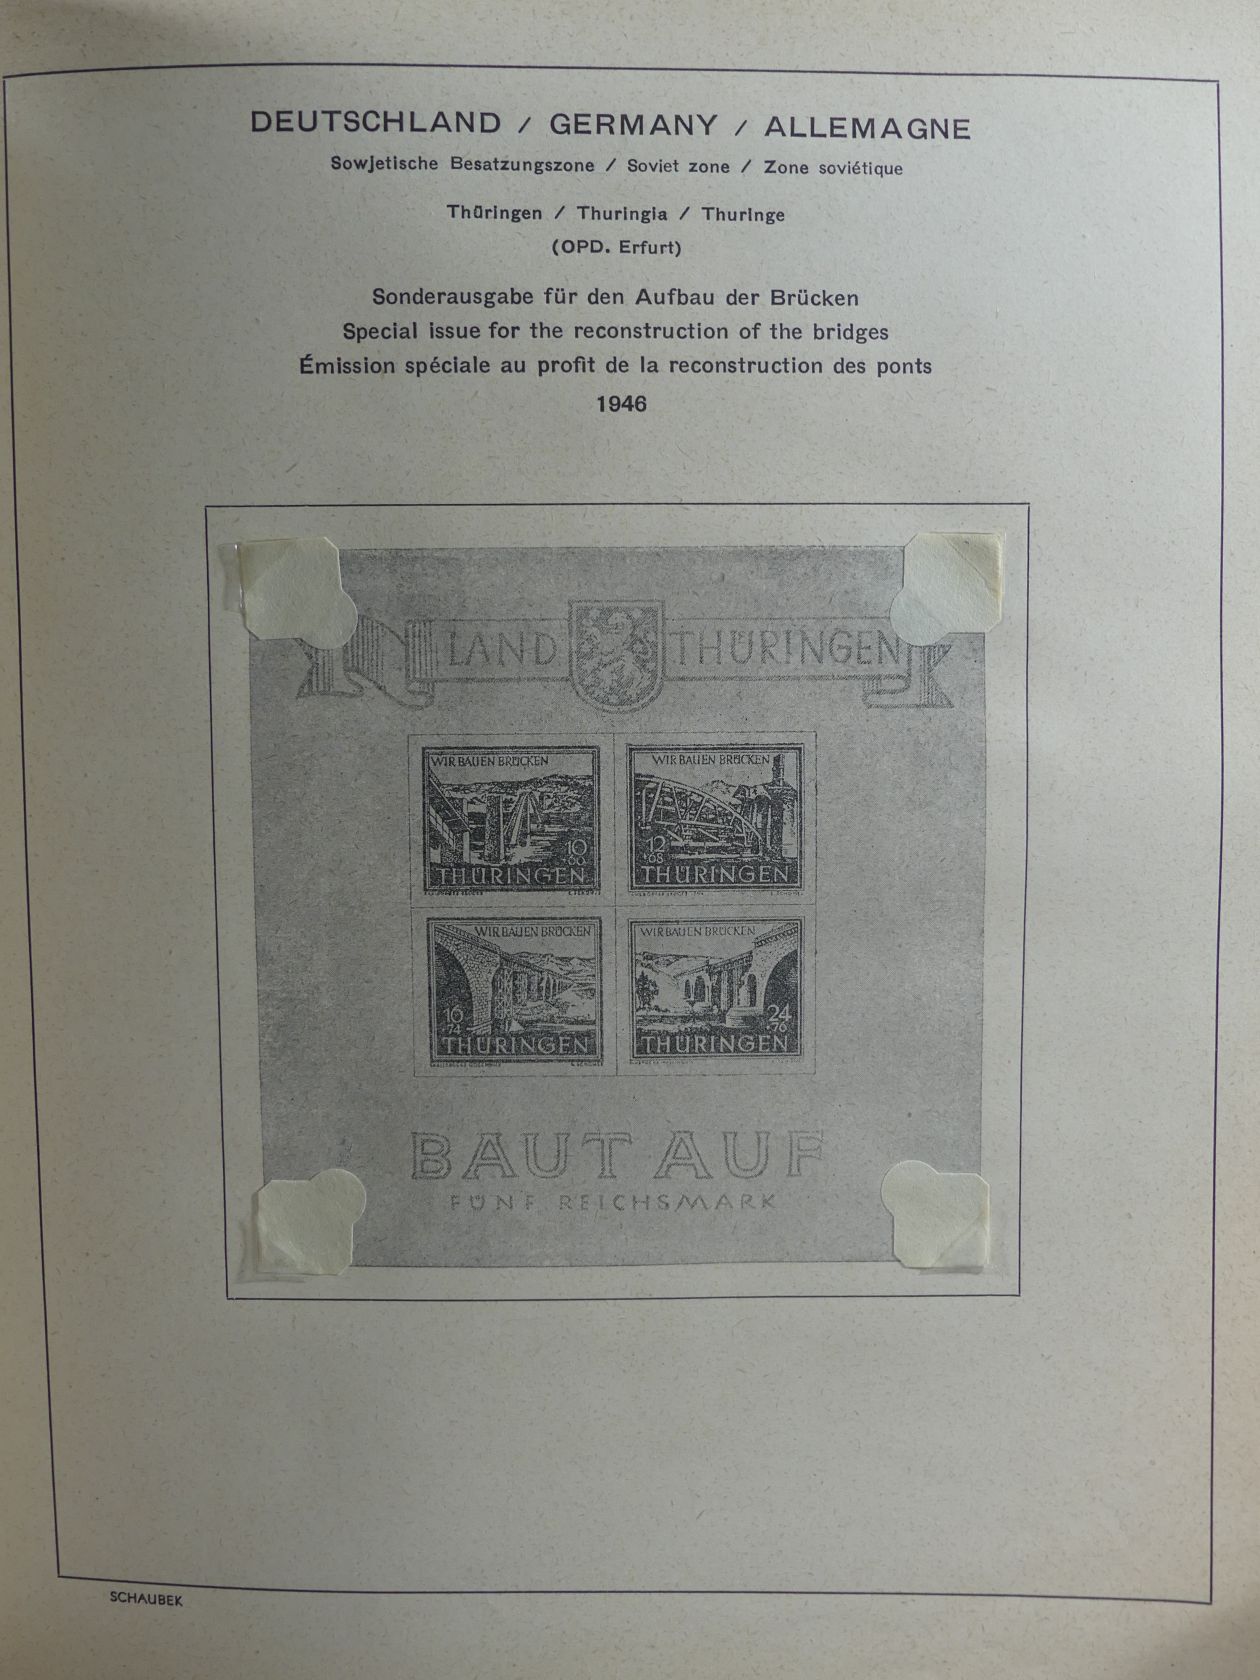 DEUTSCHLAND / GERMANY / ALLEMAGNE
Sowjetische Besatzungszone / Soviet zone / Zone soviétique
Thüringen / Thuringia / Thuringe
(OPD. Erfurt)
Sonderausgabe für den Aufbau der Brücken
Special issue for the reconstruction of the bridges
Émission spéciale au profit de la reconstruction des ponts
1946
LAND THÜRINGEN
WIR BAUEN BRÜCKEN
10
+60
THÜRINGEN
WIR BAUEN BRÜCKEN
12
+68
THÜRINGEN
WIR BAUEN BRÜCKEN
16
+74
THÜRINGEN
WIR BAUEN BRÜCKEN
24
+76
THÜRINGEN
BAUT AUF
FÜNF REICHSMARK
SCHAUBEK